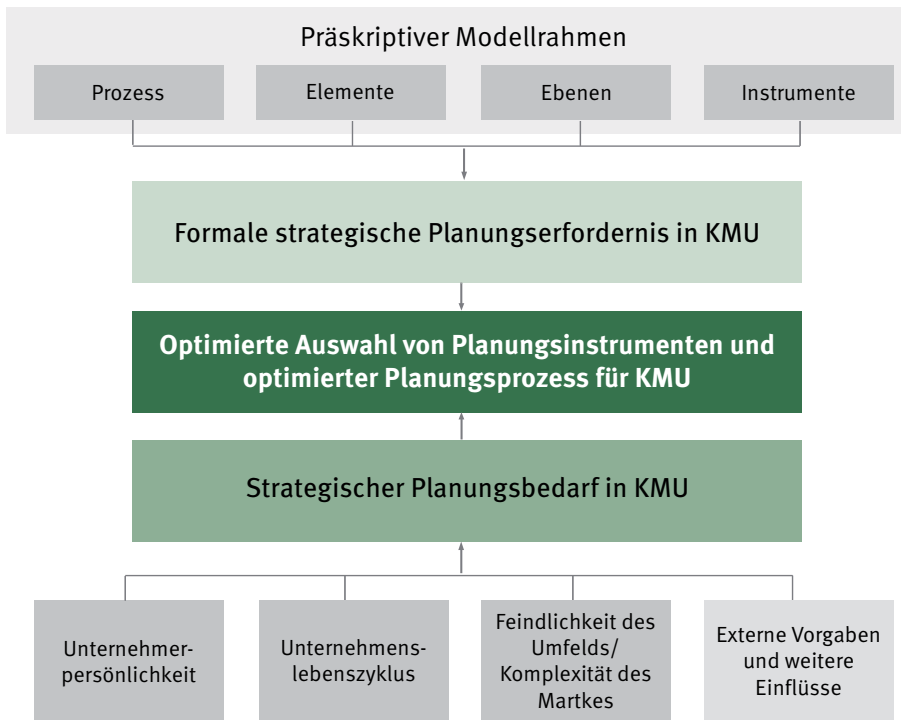 Präskriptiver Modellrahmen
Prozess
Elemente
Ebenen
Instrumente
Formale strategische Planungserfordernis in KMU
Optimierte Auswahl von Planungsinstrumenten und
optimierter Planungsprozess für KMU
Strategischer Planungsbedarf in KMU
Unternehmer-
persönlichkeit
Unternehmens-
lebenszyklus
Feindlichkeit des
Umfelds/
Komplexität des
Martkes
Externe Vorgaben
und weitere
Einflüsse